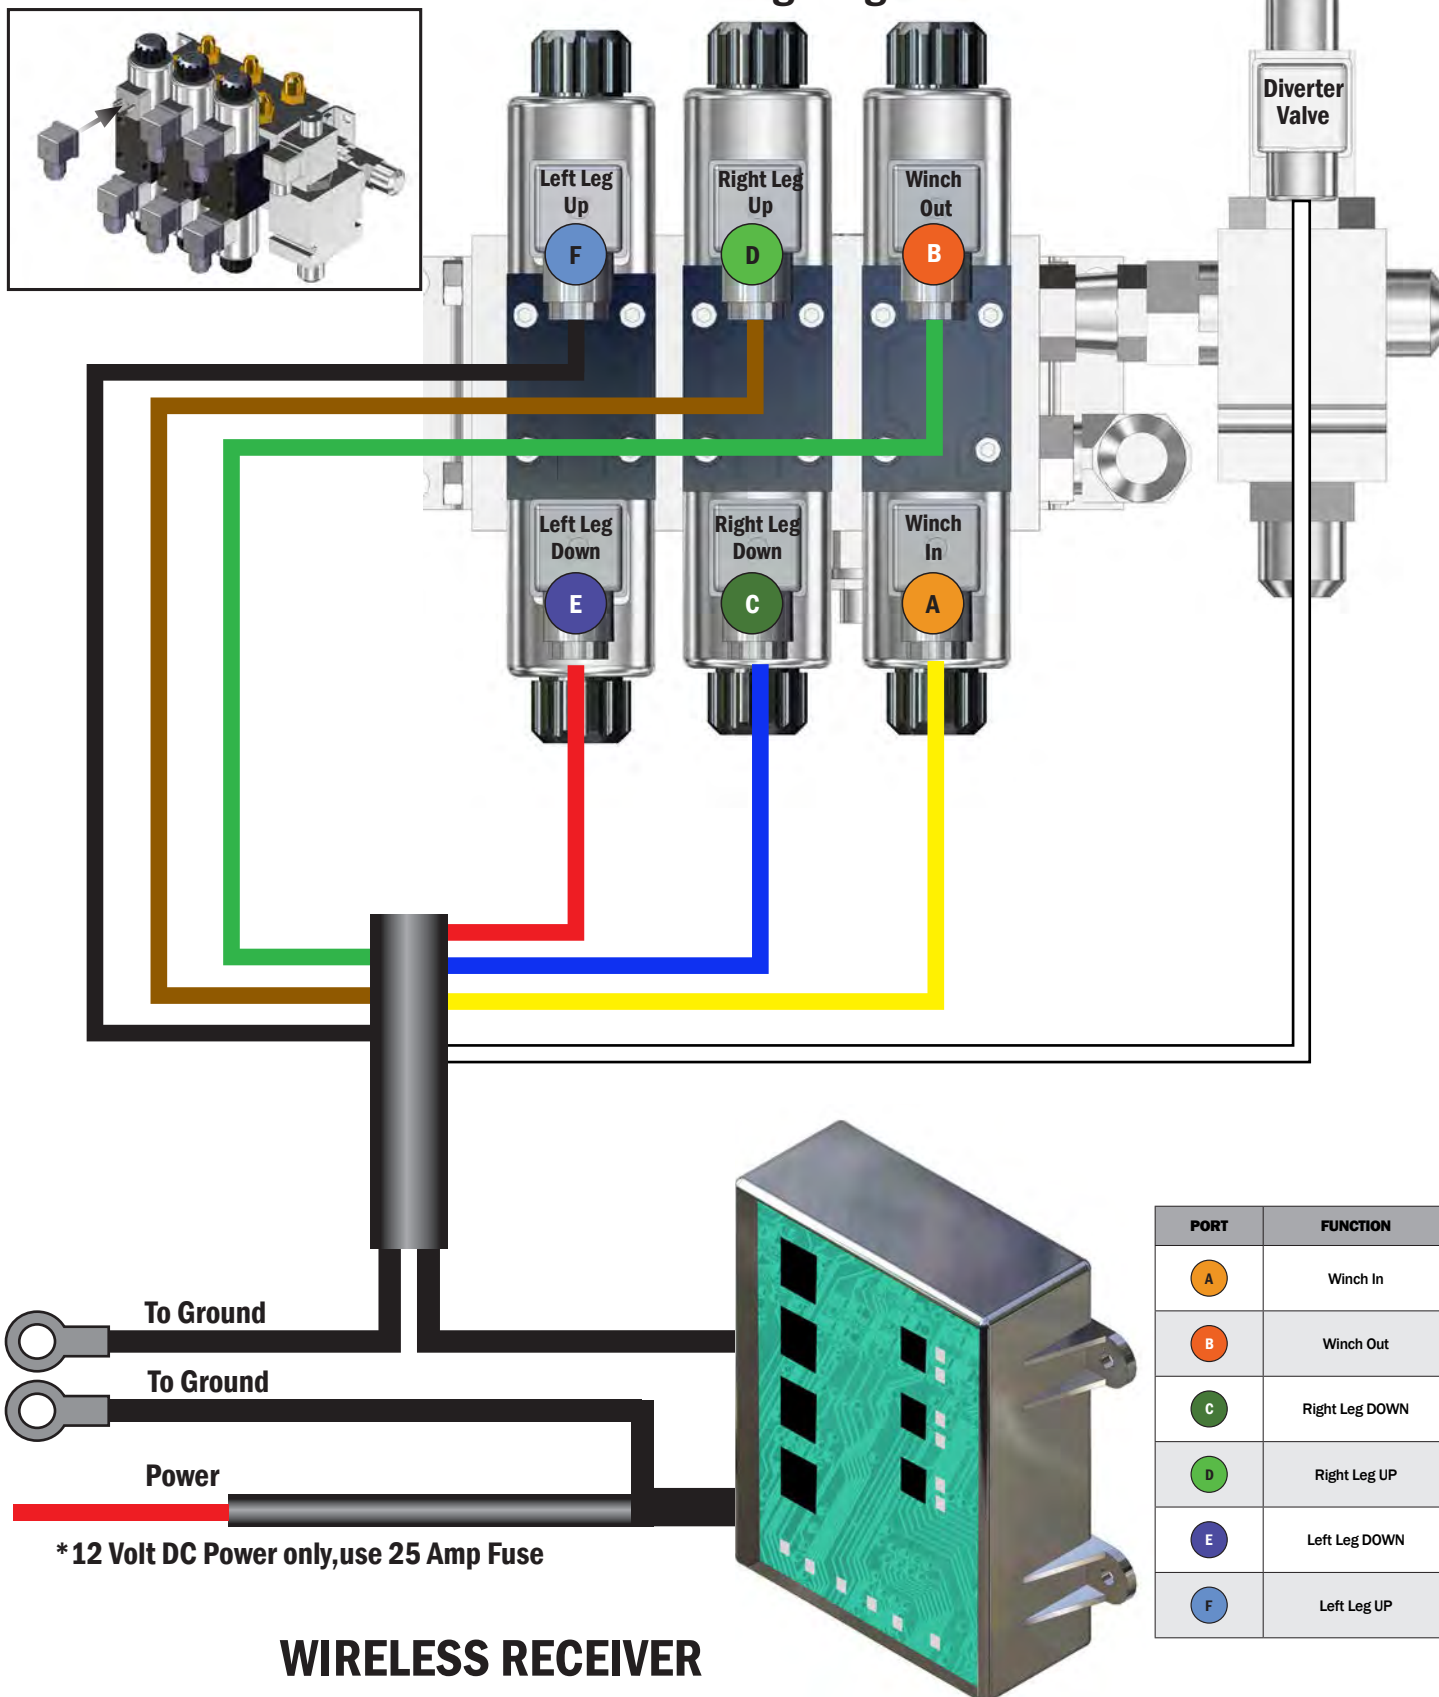 Diverter
Valve
Left Leg
Up
F
Right Leg
Up
D
Winch
Out
B
Left Leg
Down
E
Right Leg
Down
C
Winch
In
A
To Ground
To Ground
Power
*12 Volt DC Power only,use 25 Amp Fuse
WIRELESS RECEIVER
PORT FUNCTION
A Winch In
B Winch Out
C Right Leg DOWN
D Right Leg UP
E Left Leg DOWN
F Left Leg UP